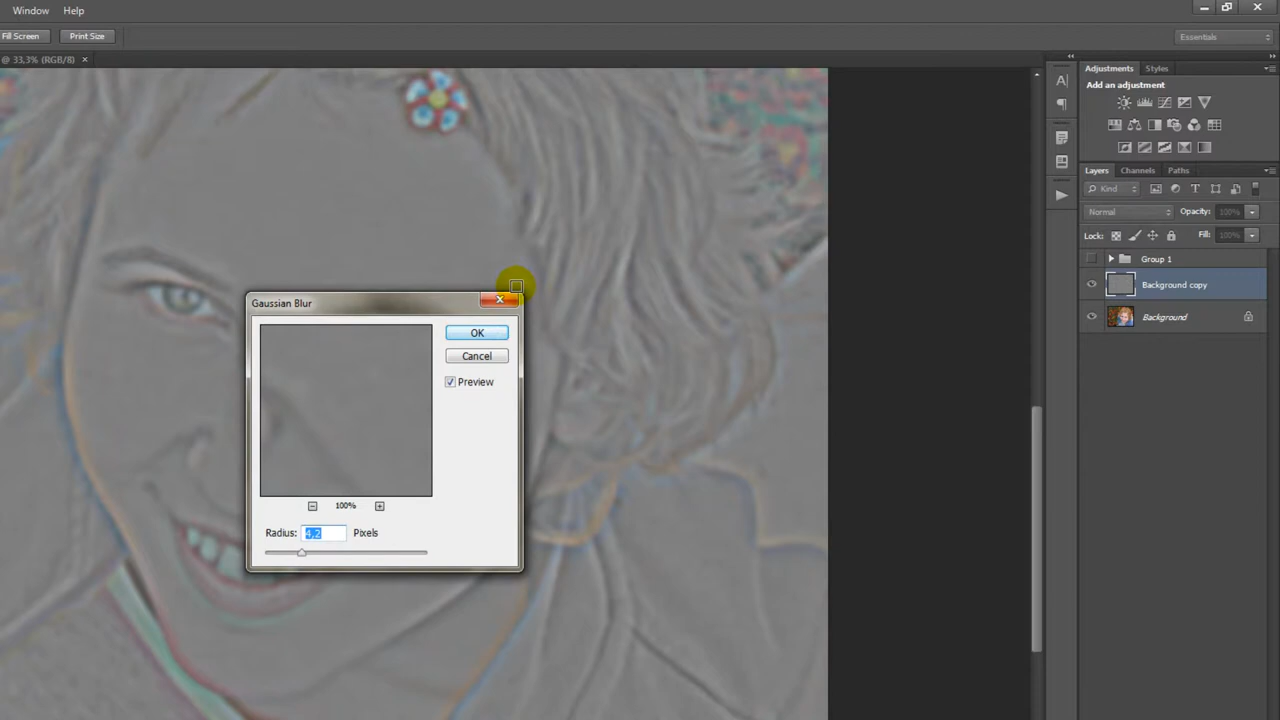 Window Help
Fill Screen Print Size
Essentials
@ 33,3% (RGB/8) ×
Adjustments Styles
Add an adjustment
Layers Channels Paths
Kind
Normal Opacity: 100%
Lock: Fill: 100%
Group 1
Background copy
Background
Gaussian Blur
OK
Cancel
Preview
100%
Radius: 4,2 Pixels